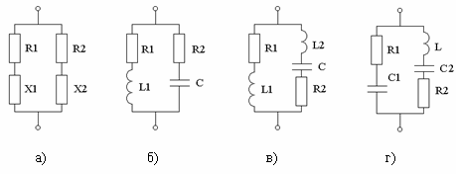 R1 R2 X1 X2
R1 R2 L1 C
R1 L2 C L1 R2
R1 L C1 C2 R2
а) б) в) г)